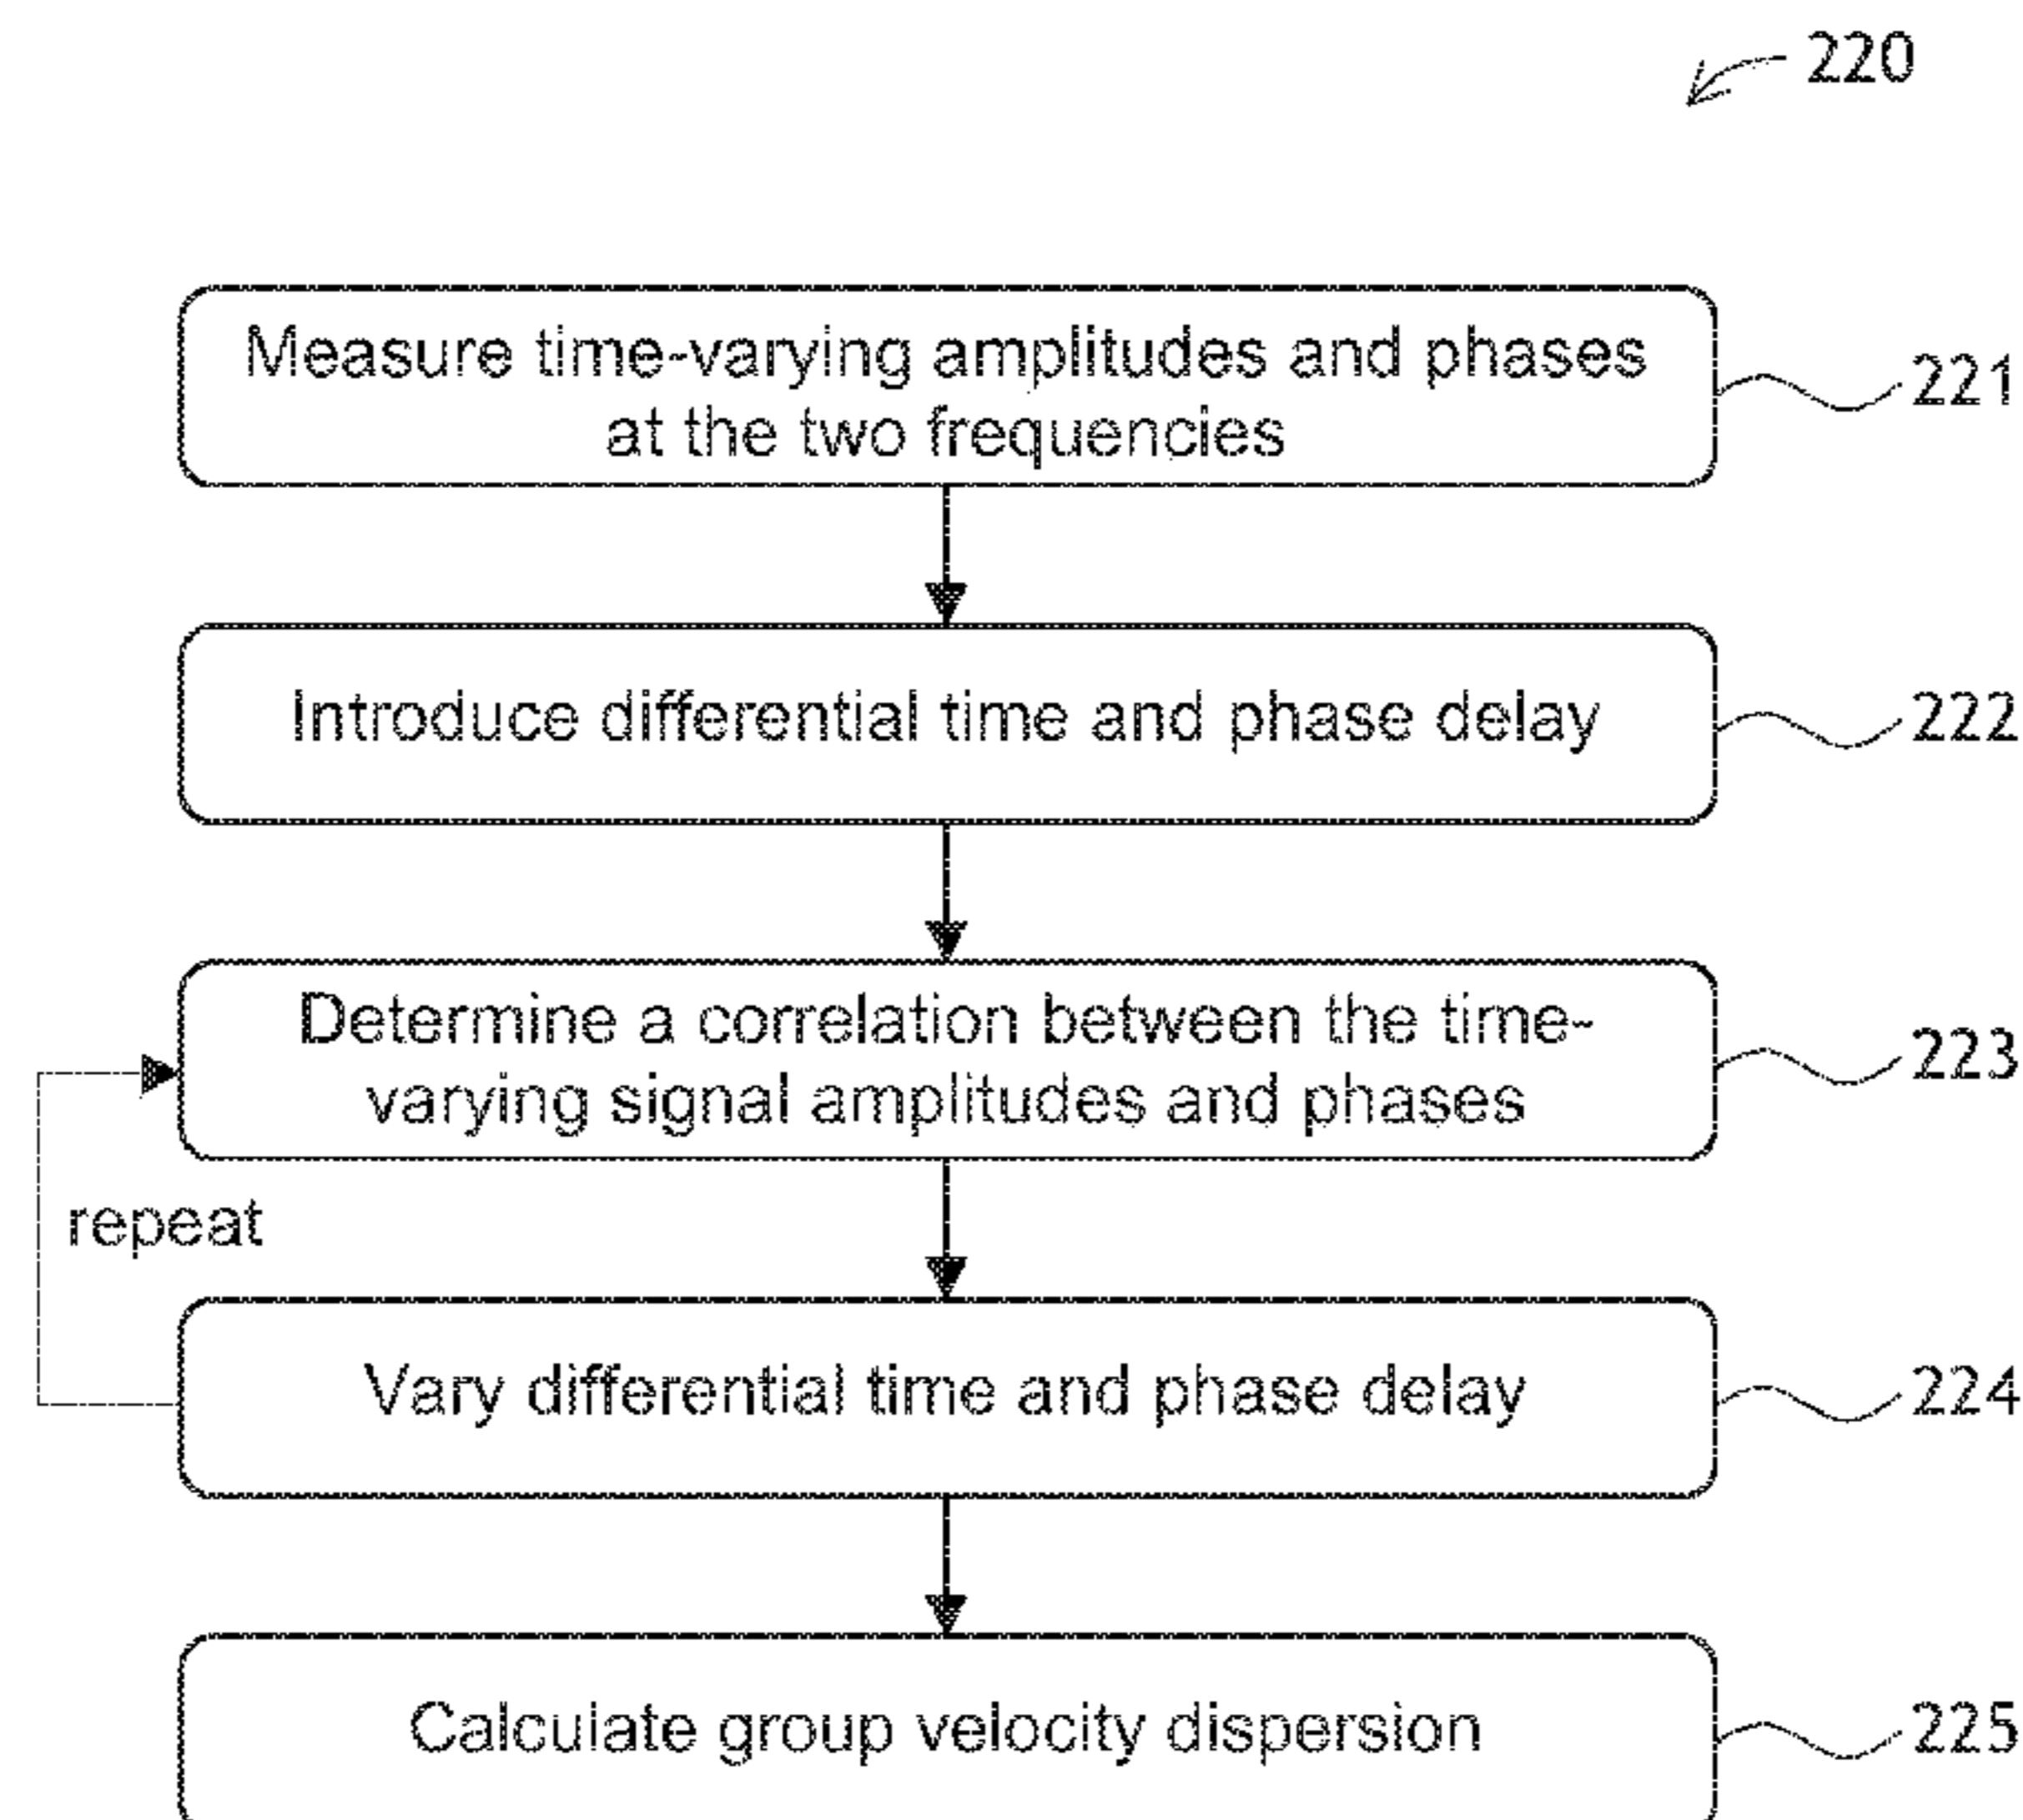 220
Measure time-varying amplitudes and phases
at the two frequencies
221
Introduce differential time and phase delay
222
Determine a correlation between the time-
varying signal amplitudes and phases
223
repeat
Vary differential time and phase delay
224
Calculate group velocity dispersion
225